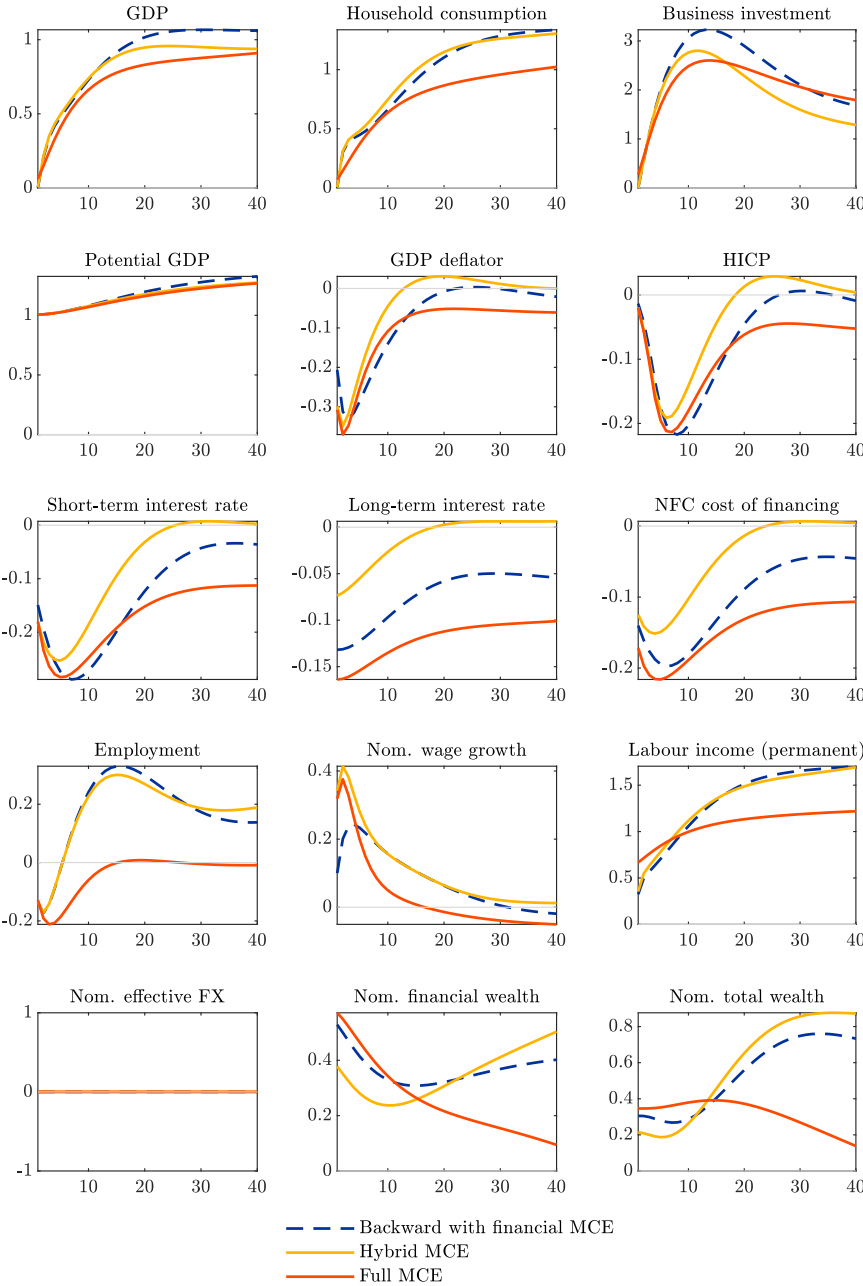 GDP Household consumption Business investment
1
0.5
0
10 20 30 40
1
0.5
0
10 20 30 40
3
2
1
0
10 20 30 40
Potential GDP GDP deflator HICP
1
0.5
0
10 20 30 40
0
-0.1
-0.2
-0.3
10 20 30 40
0
-0.1
-0.2
10 20 30 40
Short-term interest rate Long-term interest rate NFC cost of financing
0
-0.1
-0.2
10 20 30 40
0
-0.05
-0.1
-0.15
10 20 30 40
0
-0.1
-0.2
10 20 30 40
Employment Nom. wage growth Labour income (permanent)
0.2
0
-0.2
10 20 30 40
0.4
0.2
0
10 20 30 40
1.5
1
0.5
0
10 20 30 40
Nom. effective FX Nom. financial wealth Nom. total wealth
1
0
-1
10 20 30 40
0.4
0.2
0
10 20 30 40
0.8
0.6
0.4
0.2
0
10 20 30 40
Backward with financial MCE
Hybrid MCE
Full MCE